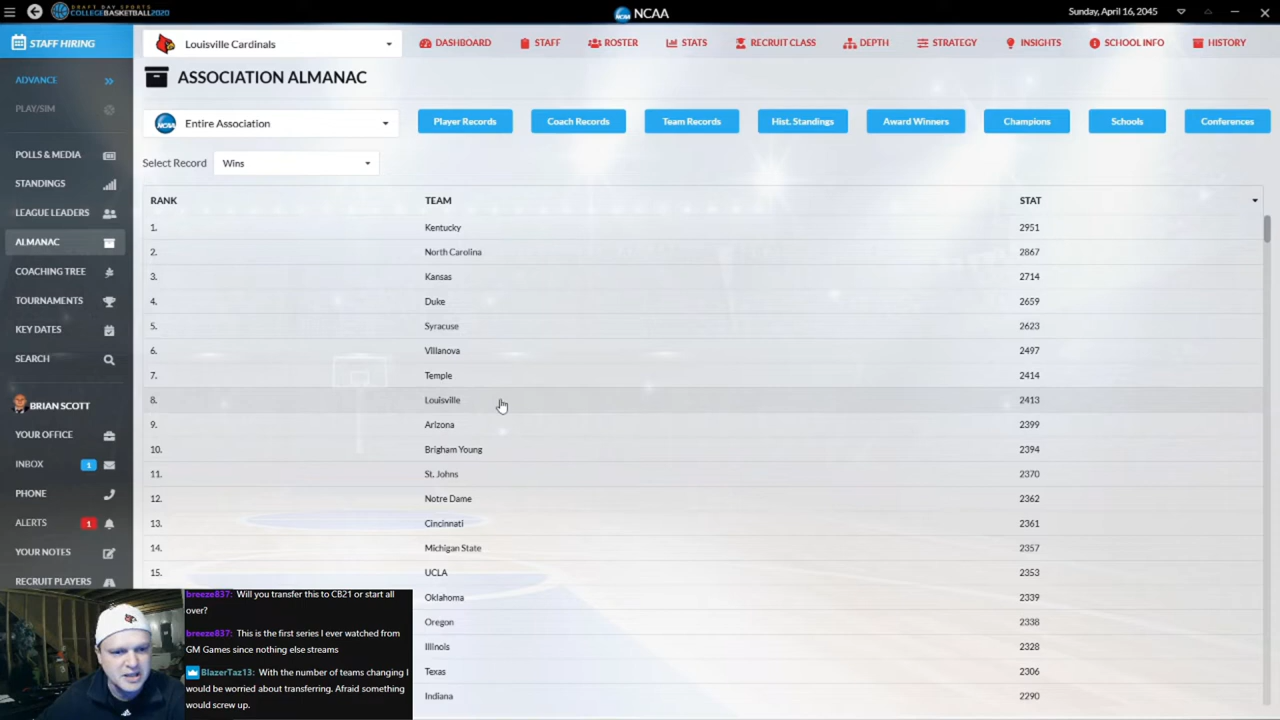 DRAFT DAY SPORTS
COLLEGE BASKETBALL 2020
NCAA
Sunday, April 16, 2045
STAFF HIRING
Louisville Cardinals
DASHBOARD
STAFF
ROSTER
STATS
RECRUIT CLASS
DEPTH
STRATEGY
INSIGHTS
SCHOOL INFO
HISTORY
ADVANCE
PLAY/SIM
POLLS & MEDIA
STANDINGS
LEAGUE LEADERS
ALMANAC
COACHING TREE
TOURNAMENTS
KEY DATES
SEARCH
BRIAN SCOTT
YOUR OFFICE
INBOX 1
PHONE
ALERTS 1
YOUR NOTES
RECRUIT PLAYERS
ASSOCIATION ALMANAC
Entire Association
Player Records
Coach Records
Team Records
Hist. Standings
Award Winners
Champions
Schools
Conferences
Select Record Wins
RANK TEAM STAT
1. Kentucky 2951
2. North Carolina 2867
3. Kansas 2714
4. Duke 2659
5. Syracuse 2623
6. Villanova 2497
7. Temple 2414
8. Louisville 2413
9. Arizona 2399
10. Brigham Young 2394
11. St. Johns 2370
12. Notre Dame 2362
13. Cincinnati 2361
14. Michigan State 2357
15. UCLA 2353
Oklahoma 2339
Oregon 2338
Illinois 2328
Texas 2306
Indiana 2290
breeze837: Will you transfer this to CB21 or start all
over?
breeze837: This is the first series I ever watched from
GM Games since nothing else streams
BlazerTaz13: With the number of teams changing I
would be worried about transferring. Afraid something
would screw up.